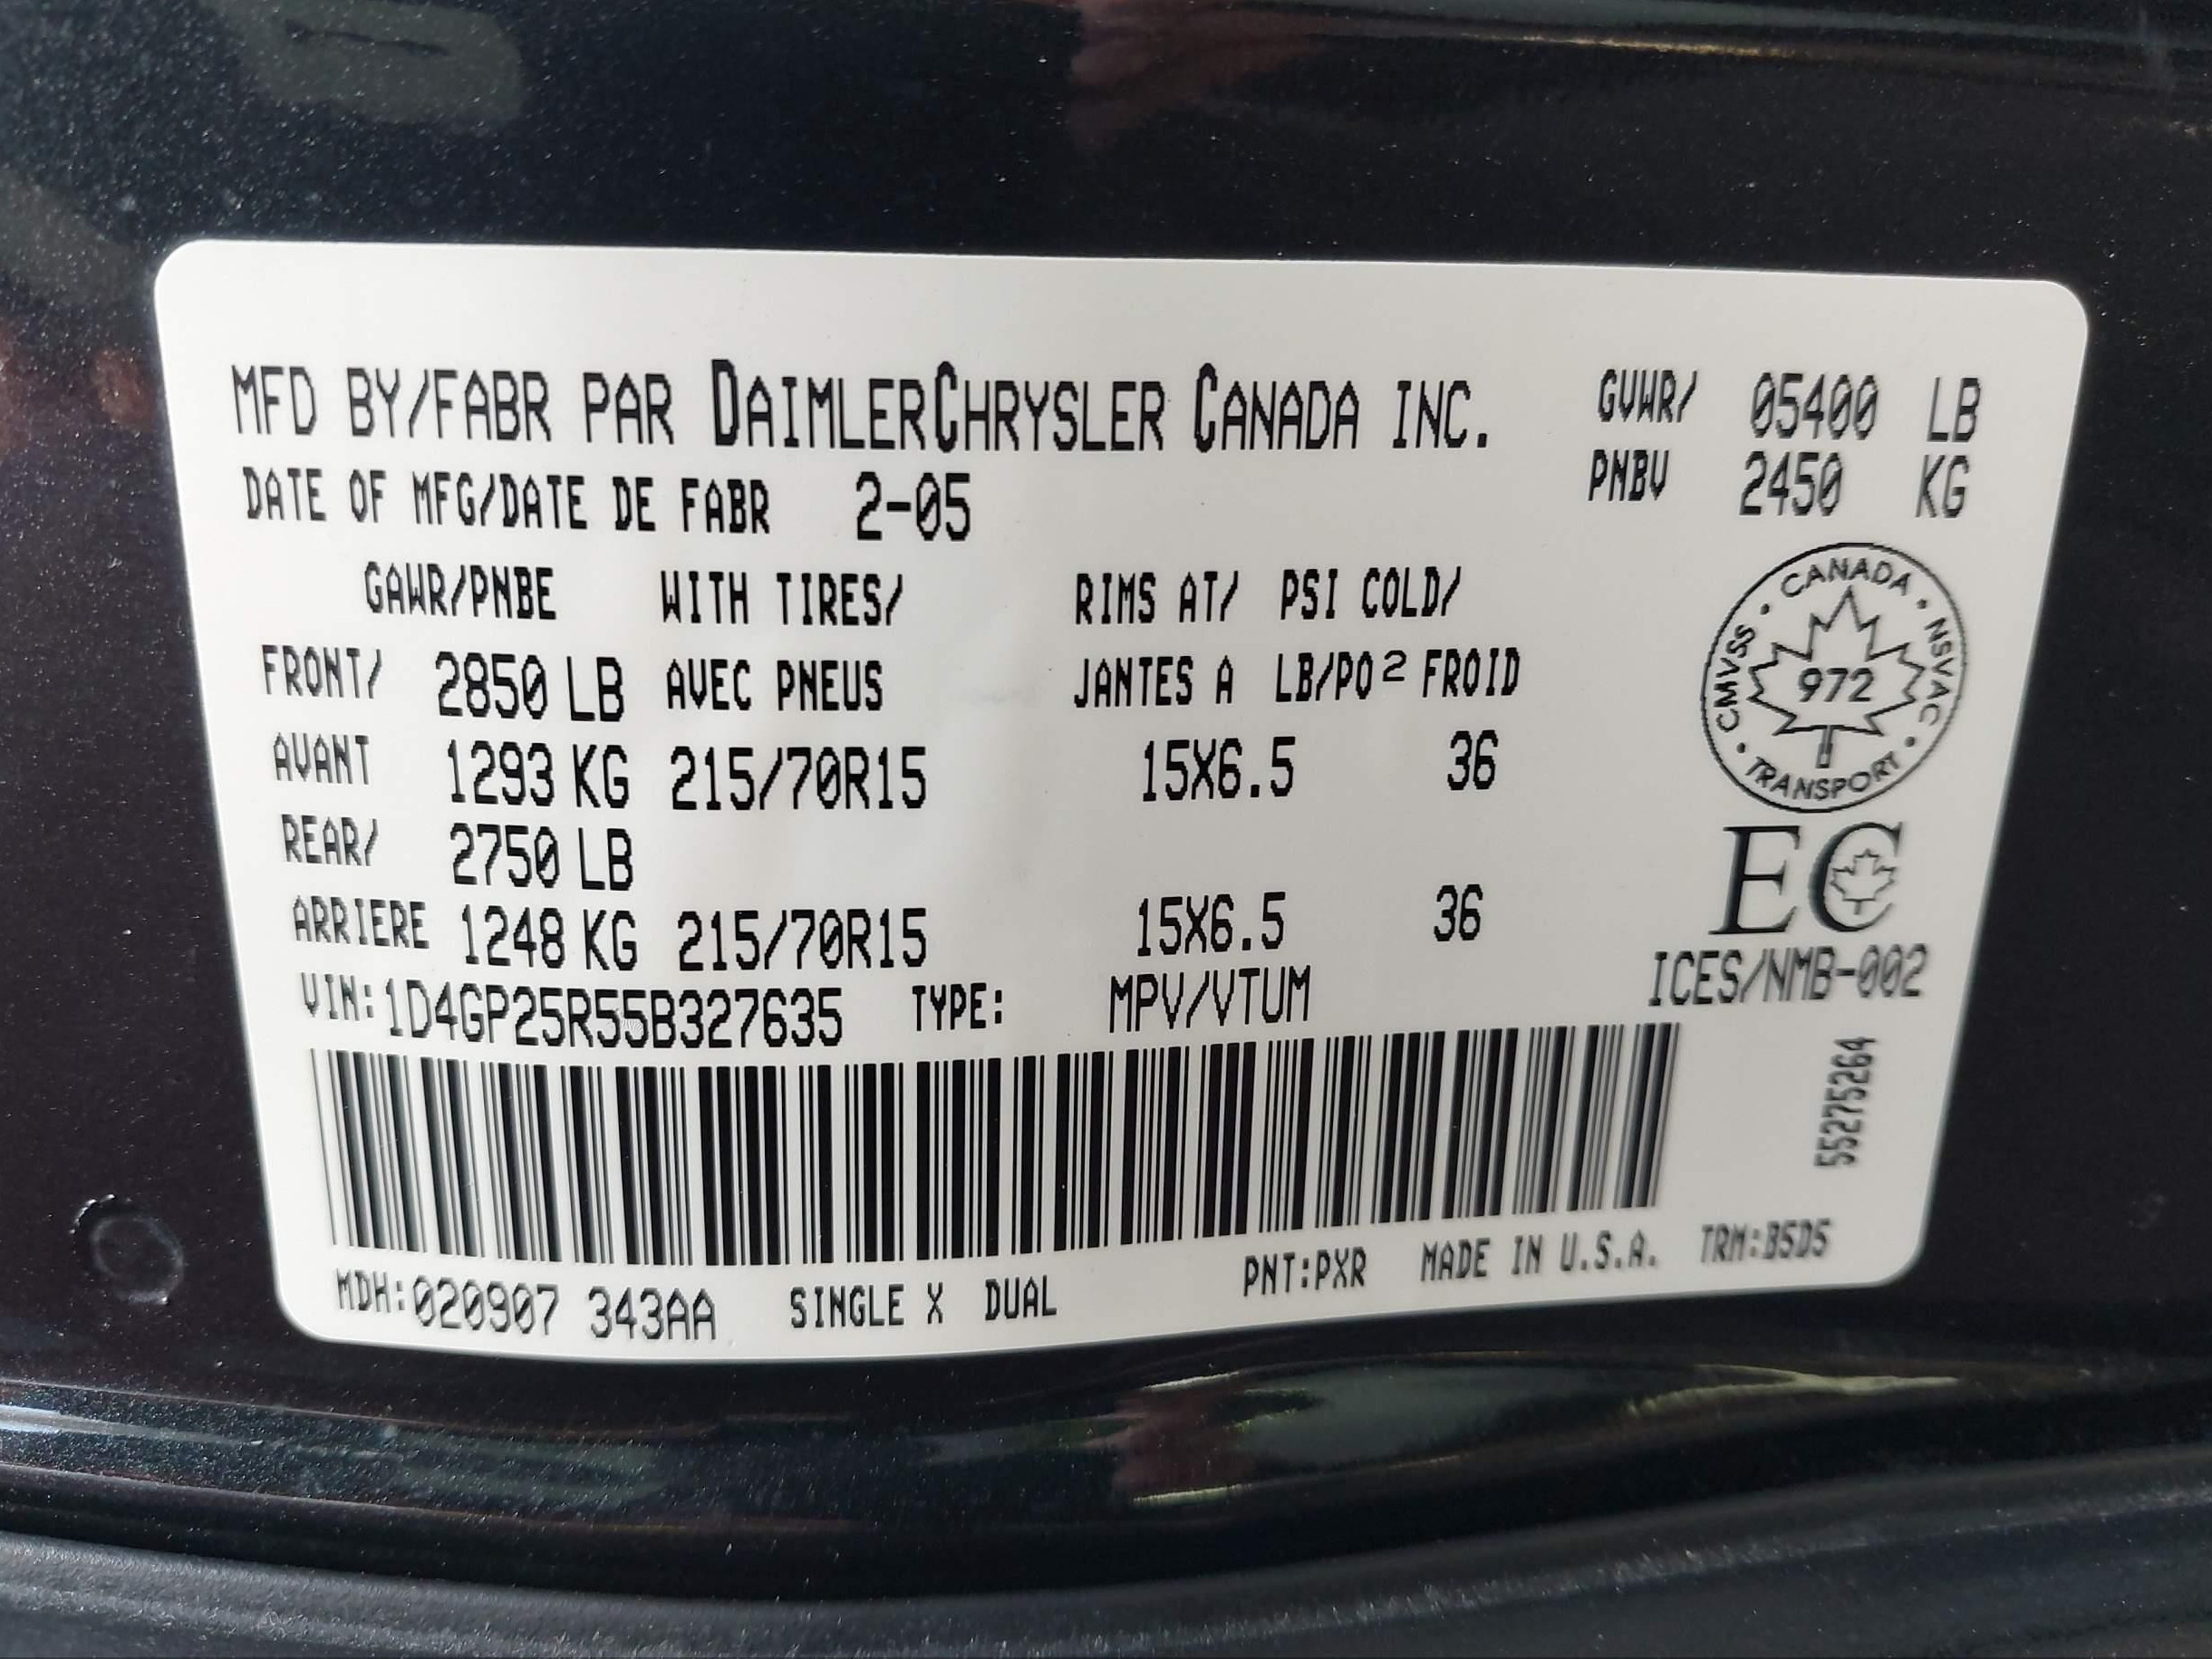 MFD BY/FABR PAR DAIMLERCHRYSLER CANADA INC. GVWR/ 05400 LB
PNBV 2450 KG
DATE OF MFG/DATE DE FABR 2-05
GAWR/PNBE WITH TIRES/ RIMS AT/ PSI COLD/
FRONT/ 2850 LB AVEC PNEUS JANTES A LB/PO² FROID
AVANT 1293 KG 215/70R15 15X6.5 36
REAR/ 2750 LB
ARRIERE 1248 KG 215/70R15 15X6.5 36
VIN:1D4GP25R55B327635 TYPE: MPV/VTUM
CANADA • NSVAC • TRANSPORT • CMVSS •
972
EC
ICES/NMB-002
55275264
MDH:020907 343AA SINGLE X DUAL PNT:PXR MADE IN U.S.A. TRM:B5D5